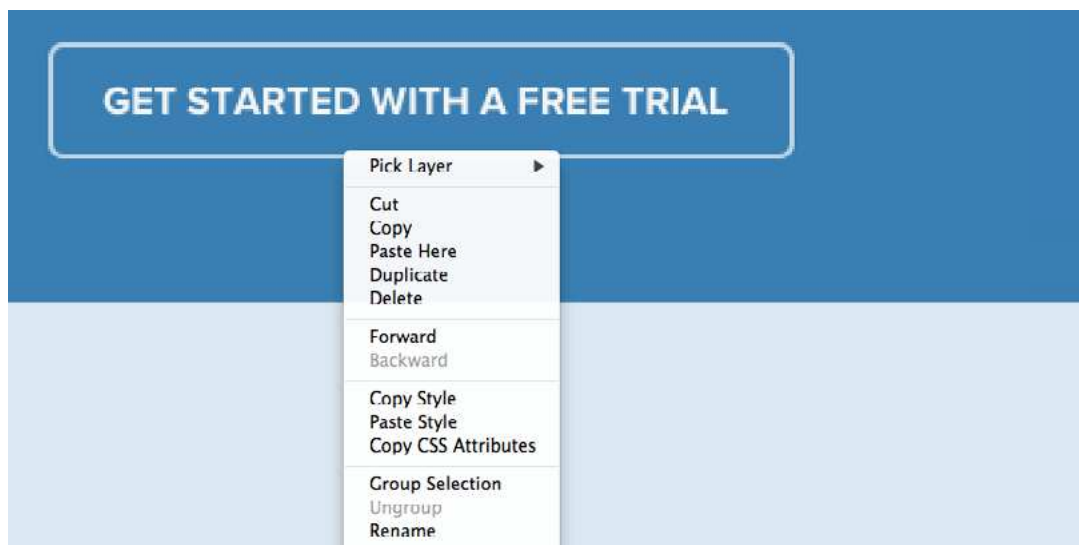 GET STARTED WITH A FREE TRIAL
Pick Layer
Cut
Copy
Paste Here
Duplicate
Delete
Forward
Backward
Copy Style
Paste Style
Copy CSS Attributes
Group Selection
Ungroup
Rename